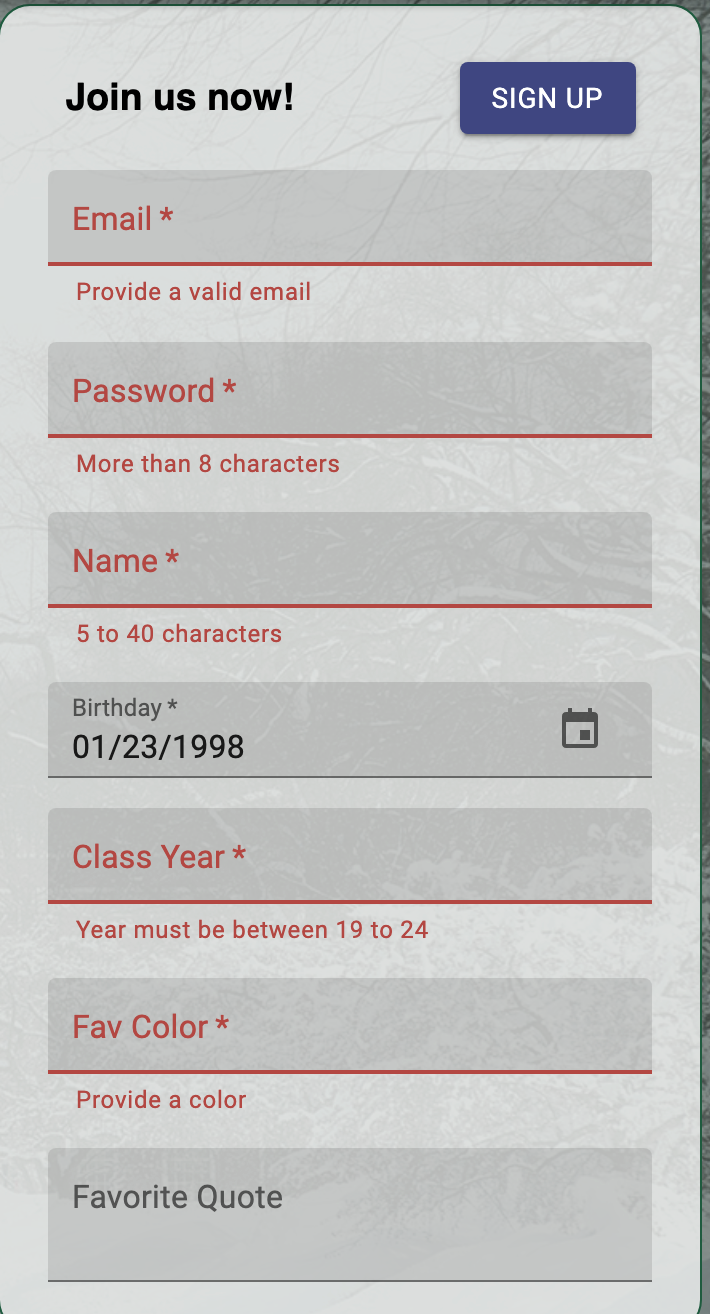 Join us now!
SIGN UP
Email *
Provide a valid email
Password *
More than 8 characters
Name *
5 to 40 characters
Birthday *
01/23/1998
Class Year *
Year must be between 19 to 24
Fav Color *
Provide a color
Favorite Quote